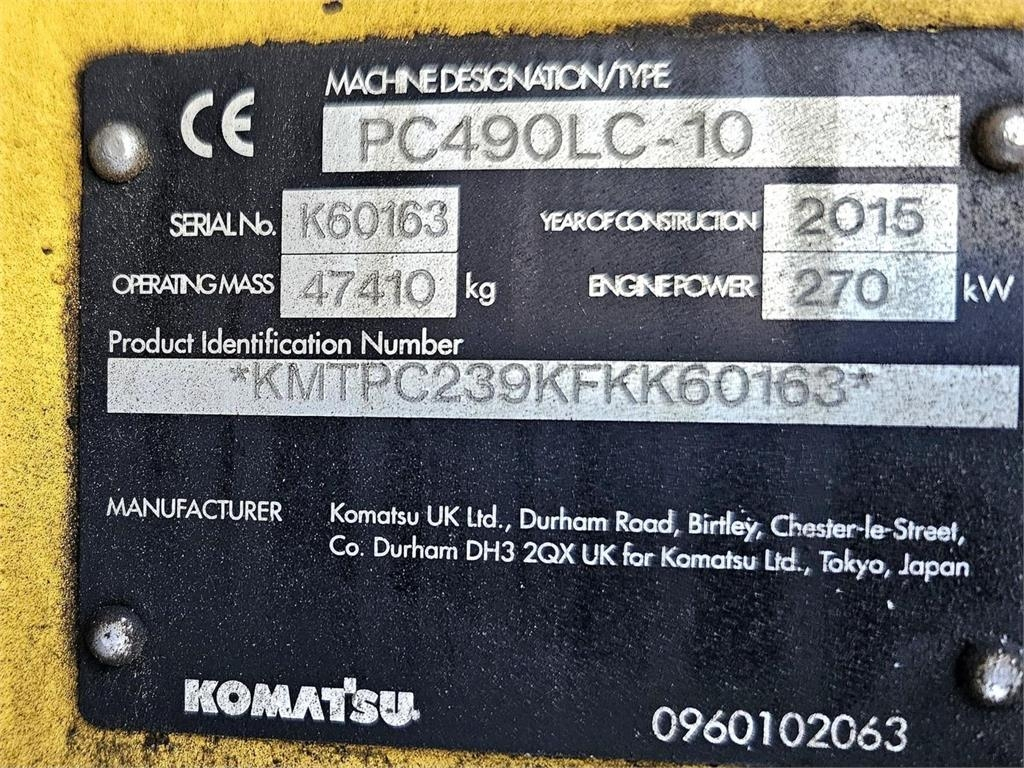 CE
MACHINE DESIGNATION/TYPE
PC490LC-10
SERIAL No. K60163 YEAR OF CONSTRUCTION 2015
OPERATING MASS 47410 kg ENGINE POWER 270 kW
Product Identification Number
*KMTPC239KFKK60163*
MANUFACTURER Komatsu UK Ltd., Durham Road, Birtley, Chester-le-Street,
Co. Durham DH3 2QX UK for Komatsu Ltd., Tokyo, Japan
KOMATSU
0960102063